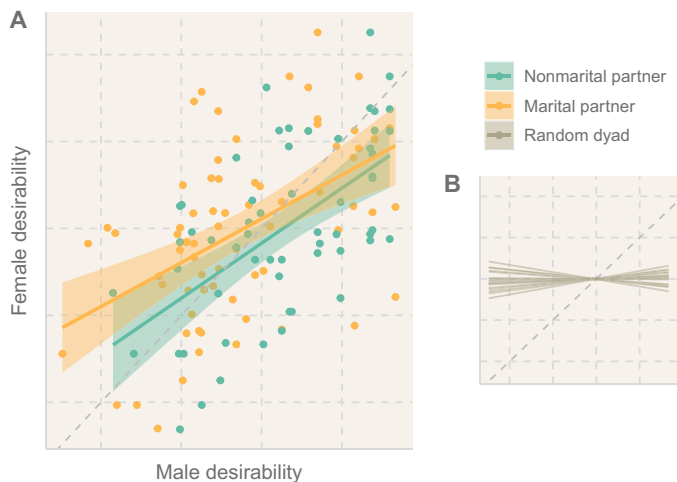 A
Female desirability
Male desirability
Nonmarital partner
Marital partner
Random dyad
B